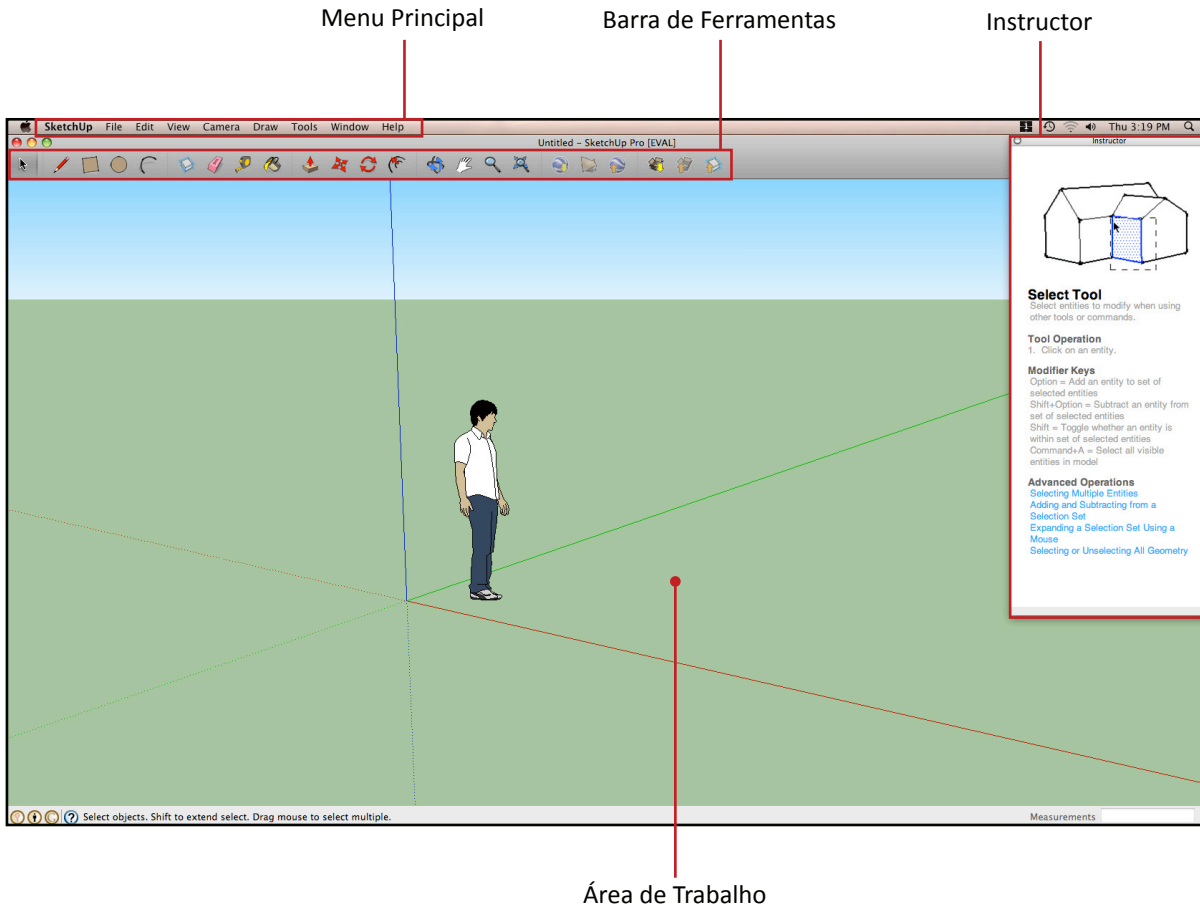 Menu Principal
Barra de Ferramentas
Instructor
SketchUp File Edit View Camera Draw Tools Window Help
Thu 3:19 PM
Untitled – SketchUp Pro [EVAL]
Instructor
Select Tool
Select entities to modify when using
other tools or commands.
Tool Operation
1. Click on an entity.
Modifier Keys
Option = Add an entity to set of
selected entities
Shift+Option = Subtract an entity from
set of selected entities
Shift = Toggle whether an entity is
within set of selected entities
Command+A = Select all visible
entities in model
Advanced Operations
Selecting Multiple Entities
Adding and Subtracting from a
Selection Set
Expanding a Selection Set Using a
Mouse
Selecting or Unselecting All Geometry
Select objects. Shift to extend select. Drag mouse to select multiple.
Measurements
Área de Trabalho